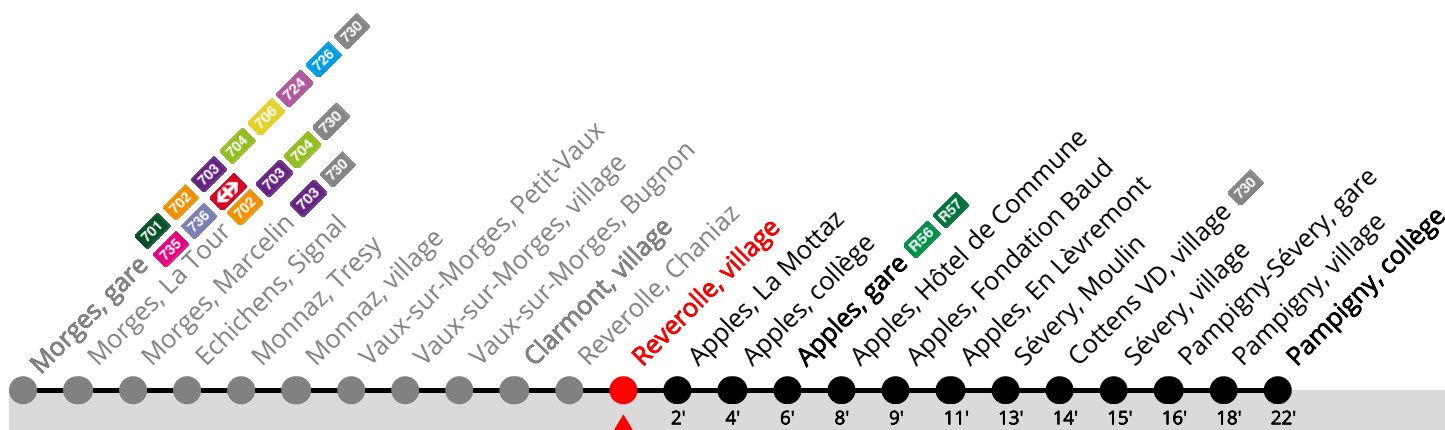 Morges, gare
701 702 703 704 706 724 726 730
735 736
Morges, La Tour
702 703 704 730
Morges, Marcelin
703 730
Echichens, Signal
Monnaz, Tresy
Monnaz, village
Vaux-sur-Morges, Petit-Vaux
Vaux-sur-Morges, village
Vaux-sur-Morges, Bugnon
Clarmont, village
Reverolle, Chaniaz
Reverolle, village
Apples, La Mottaz
Apples, collège
Apples, gare
R56 R57
Apples, Hôtel de Commune
Apples, Fondation Baud
Apples, En Lèvremont
Sévery, Moulin
Cottens VD, village
730
Sévery, village
Pampigny-Sévery, gare
Pampigny, village
Pampigny, collège
2' 4' 6' 8' 9' 11' 13' 14' 15' 16' 18' 22'